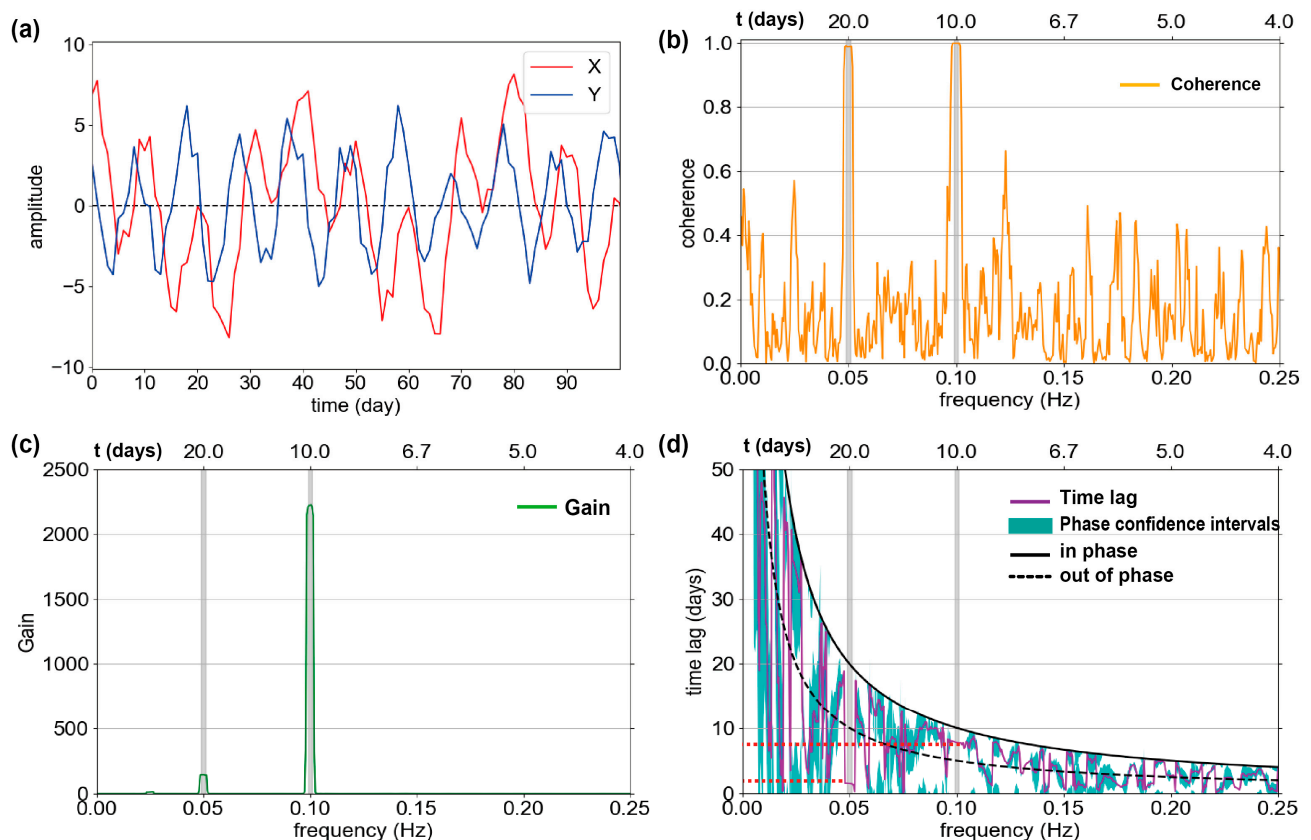 (a)
10
5
0
−5
−10
amplitude
X
Y
0 10 20 30 40 50 60 70 80 90
time (day)
(b)
t (days) 20.0 10.0 6.7 5.0 4.0
1.0
0.8
0.6
0.4
0.2
0.0
coherence
Coherence
0.00 0.05 0.10 0.15 0.20 0.25
frequency (Hz)
(c)
t (days) 20.0 10.0 6.7 5.0 4.0
2500
2000
1500
1000
500
0
Gain
Gain
0.00 0.05 0.10 0.15 0.20 0.25
frequency (Hz)
(d)
t (days) 20.0 10.0 6.7 5.0 4.0
50
40
30
20
10
0
time lag (days)
Time lag
Phase confidence intervals
in phase
out of phase
0.00 0.05 0.10 0.15 0.20 0.25
frequency (Hz)